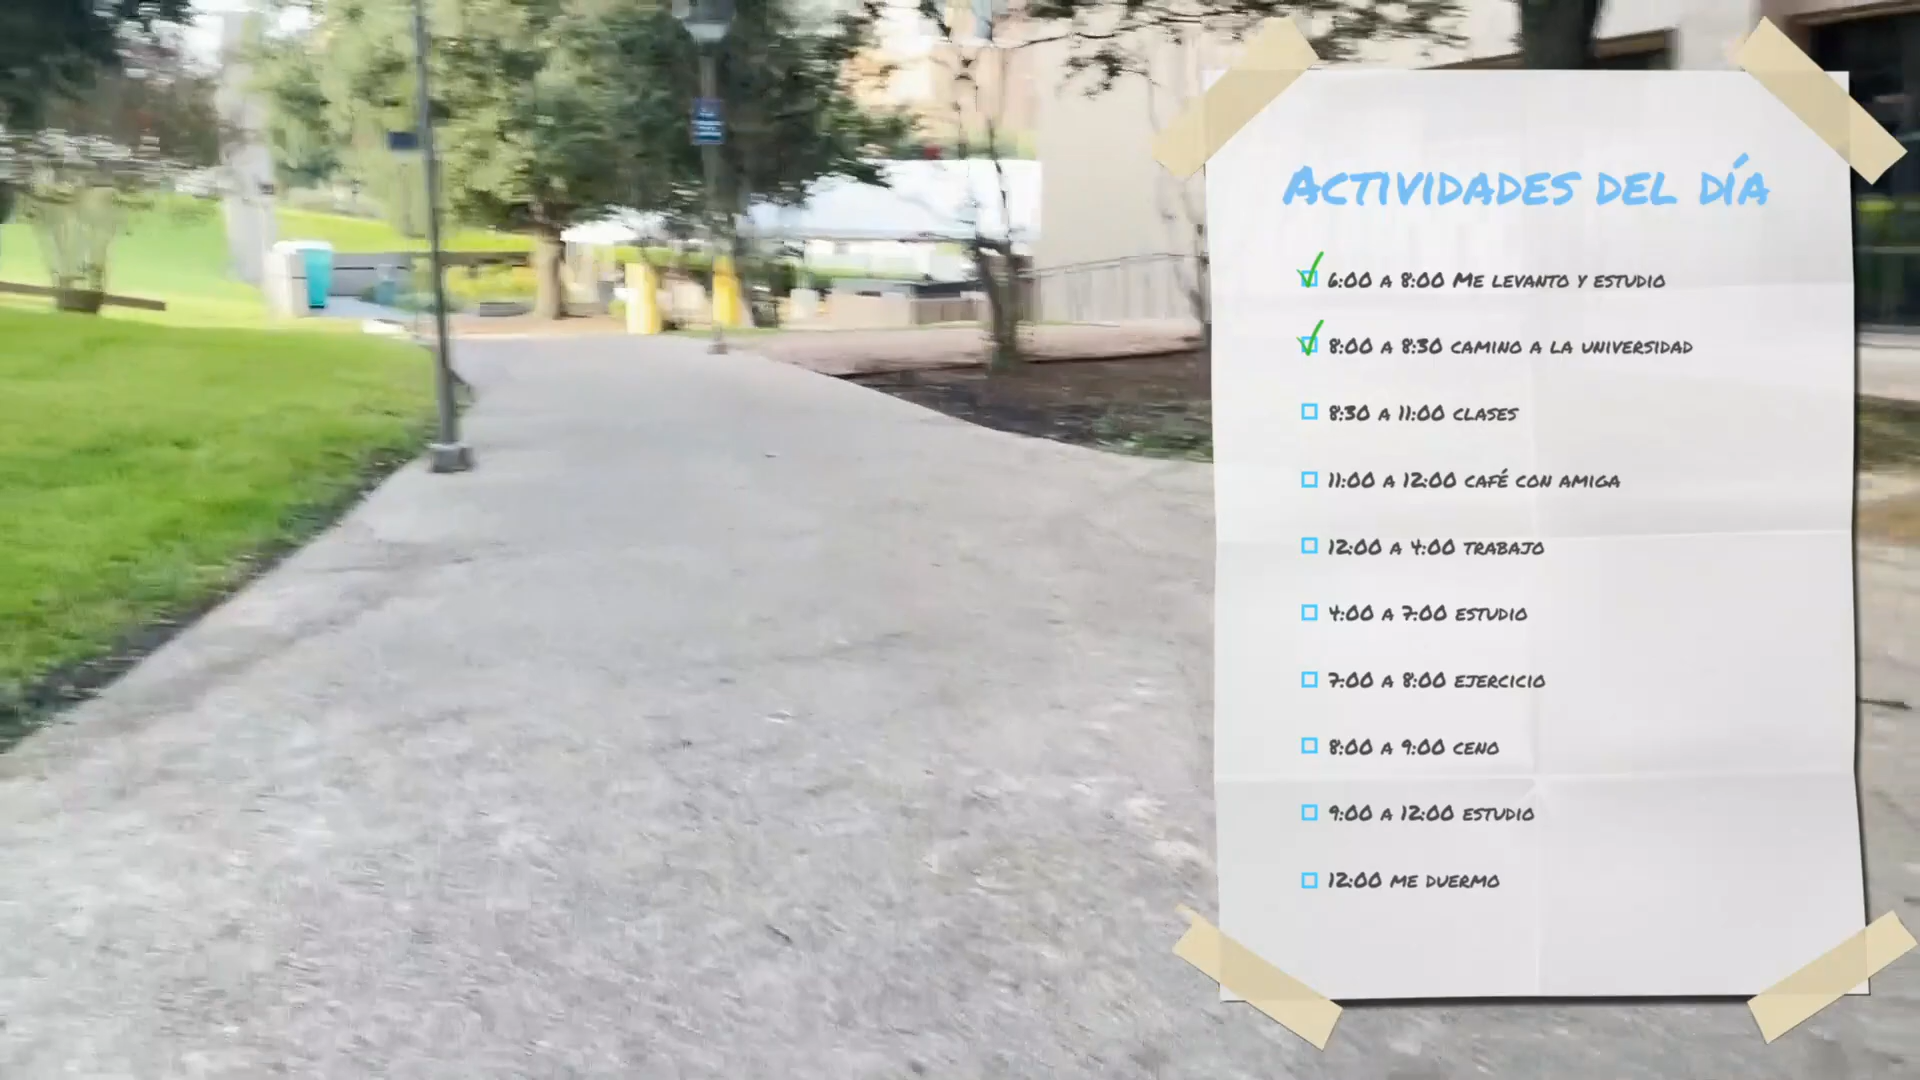 Actividades del día
6:00 a 8:00 Me levanto y estudio
8:00 a 8:30 camino a la universidad
8:30 a 11:00 clases
11:00 a 12:00 café con amiga
12:00 a 4:00 trabajo
4:00 a 7:00 estudio
7:00 a 8:00 ejercicio
8:00 a 9:00 ceno
9:00 a 12:00 estudio
12:00 me duermo